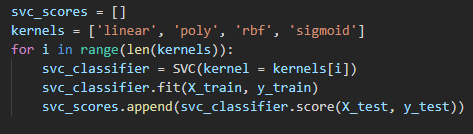 svc_scores = []
kernels = ['linear', 'poly', 'rbf', 'sigmoid']
for i in range(len(kernels)):
    svc_classifier = SVC(kernel = kernels[i])
    svc_classifier.fit(X_train, y_train)
    svc_scores.append(svc_classifier.score(X_test, y_test))